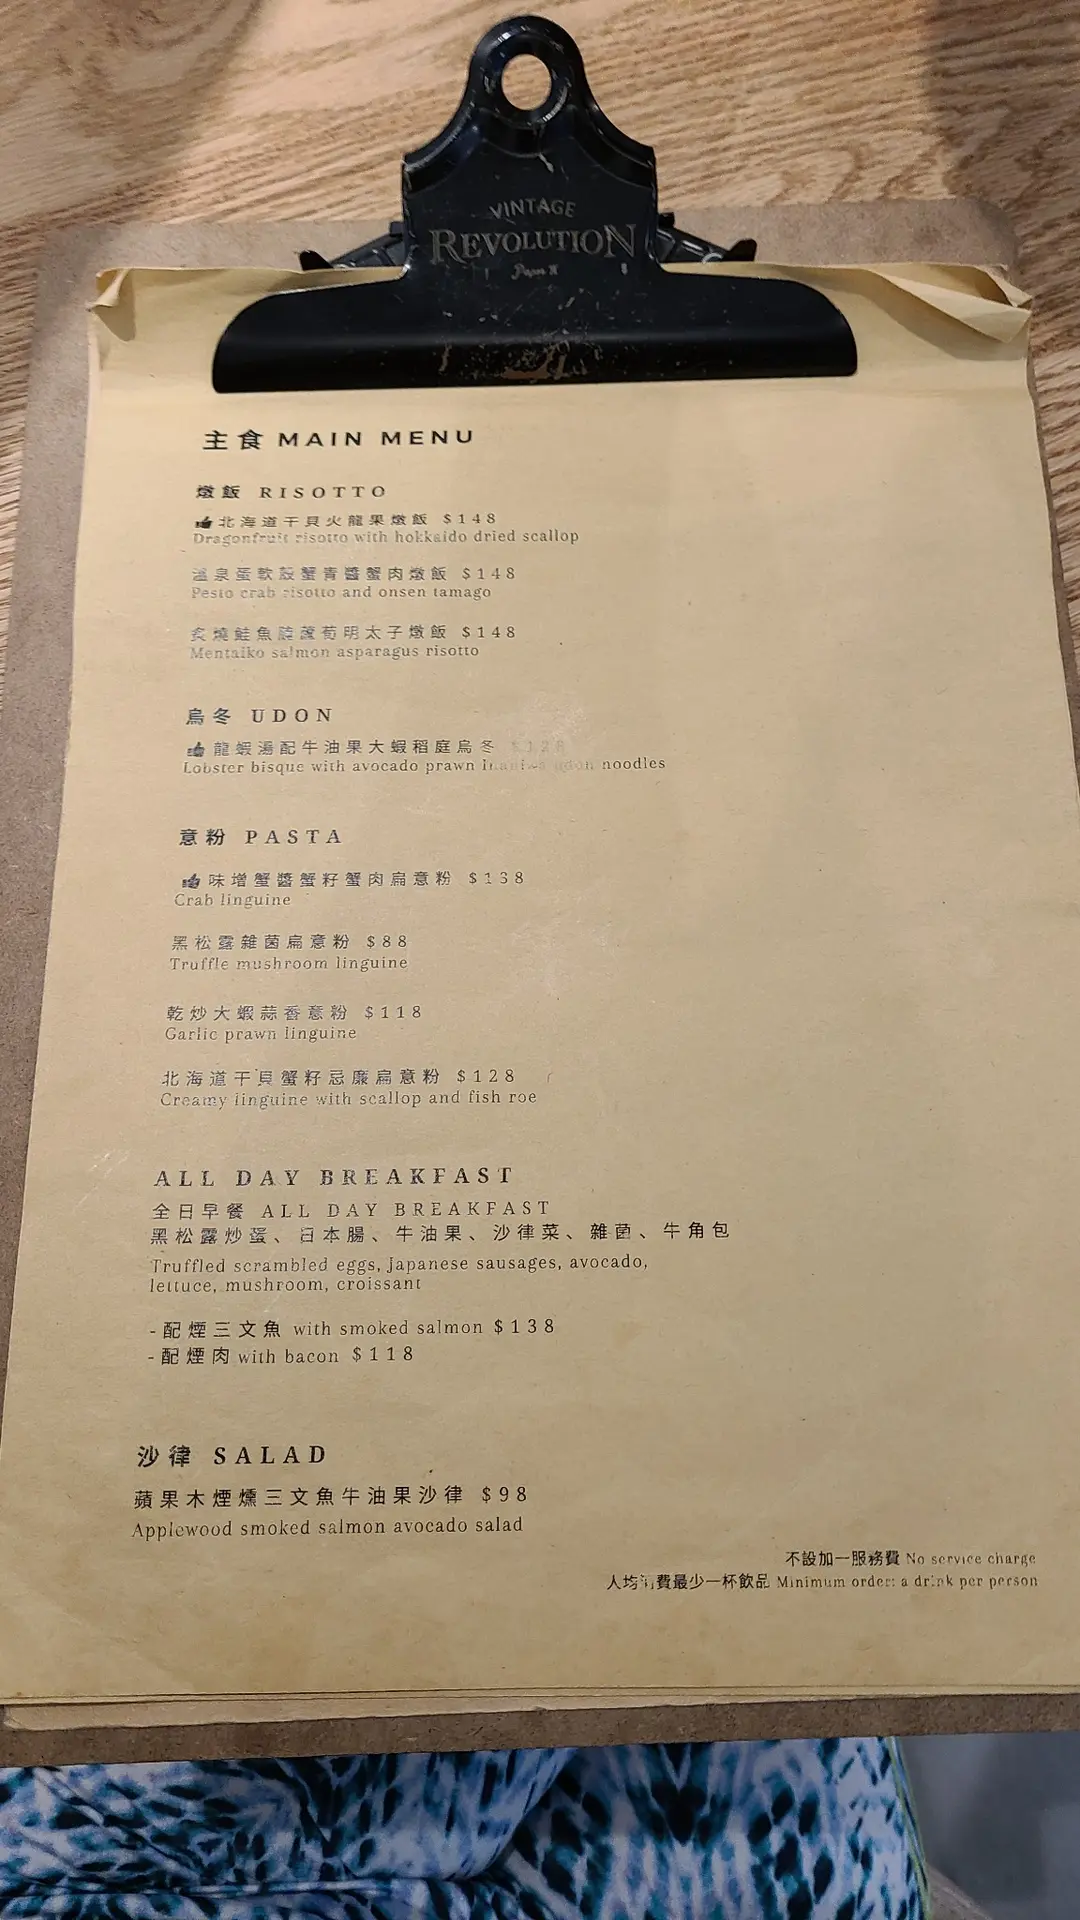 VINTAGE
REVOLUTION
主食 MAIN MENU
燉飯 RISOTTO
北海道干貝火龍果燉飯 $148
Dragonfruit risotto with hokkaido dried scallop
溫泉蛋軟殼蟹青醬蟹肉燉飯 $148
Pesto crab risotto and onsen tamago
炙燒鮭魚蘆荀明太子燉飯 $148
Mentaiko salmon asparagus risotto
烏冬 UDON
龍蝦湯配牛油果大蝦稻庭烏冬
Lobster bisque with avocado prawn udon noodles
意粉 PASTA
味增蟹醬蟹籽蟹肉扁意粉 $138
Crab linguine
黑松露雜菌扁意粉 $88
Truffle mushroom linguine
乾炒大蝦蒜香意粉 $118
Garlic prawn linguine
北海道干貝蟹籽忌廉扁意粉 $128
Creamy linguine with scallop and fish roe
ALL DAY BREAKFAST
全日早餐 ALL DAY BREAKFAST
黑松露炒蛋、日本腸、牛油果、沙律菜、雜菌、牛角包
Truffled scrambled eggs, Japanese sausages, avocado,
lettuce, mushroom, croissant
-配煙三文魚 with smoked salmon $138
-配煙肉 with bacon $118
沙律 SALAD
蘋果木煙燻三文魚牛油果沙律 $98
Applewood smoked salmon avocado salad
不設加一服務費 No service charge
人均消費最少一杯飲品 Minimum order: a drink per person